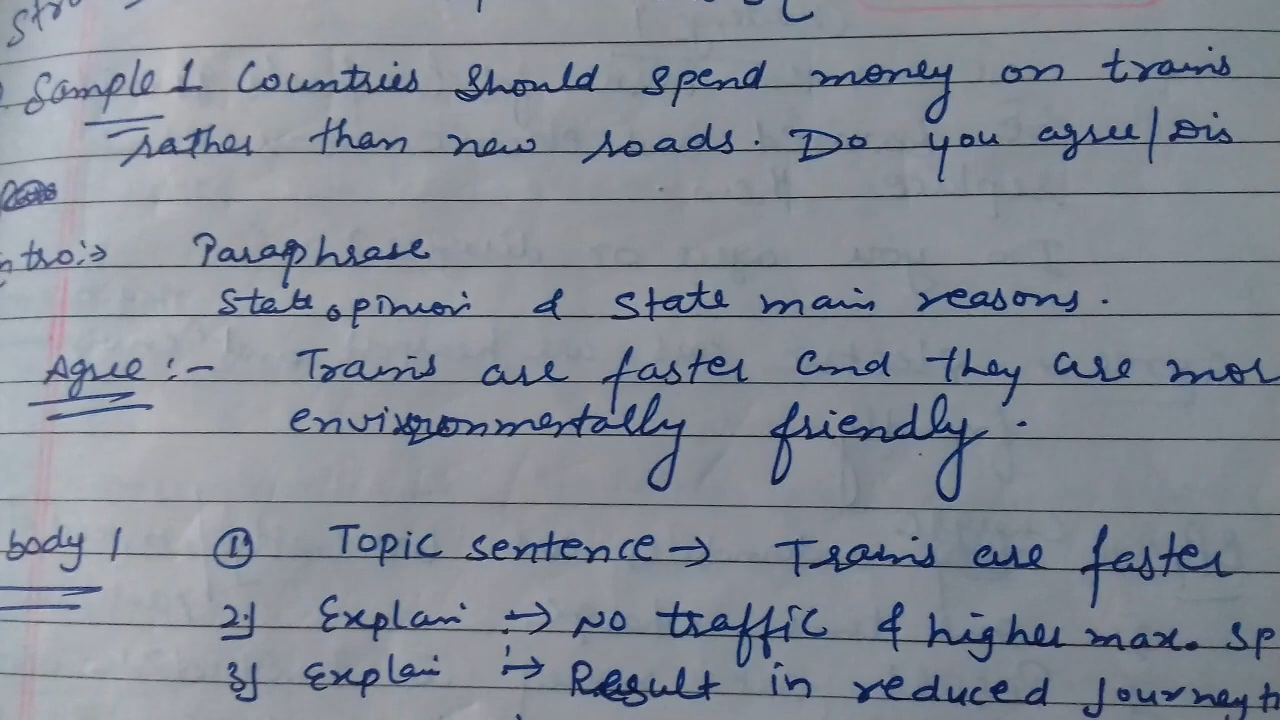 Sample 1 Countries Should Spend money on trains
rather than new roads. Do you agree/Dis
ntro:→ Paraphrase
State opinion & State main reasons.
Agree :- Trains are faster and they are mor
environmentally friendly.
body 1 ① Topic sentence → Trains are faster
2) Explain :→ No traffic & higher max. sp
3) Explain :→ Result in reduced Journey t